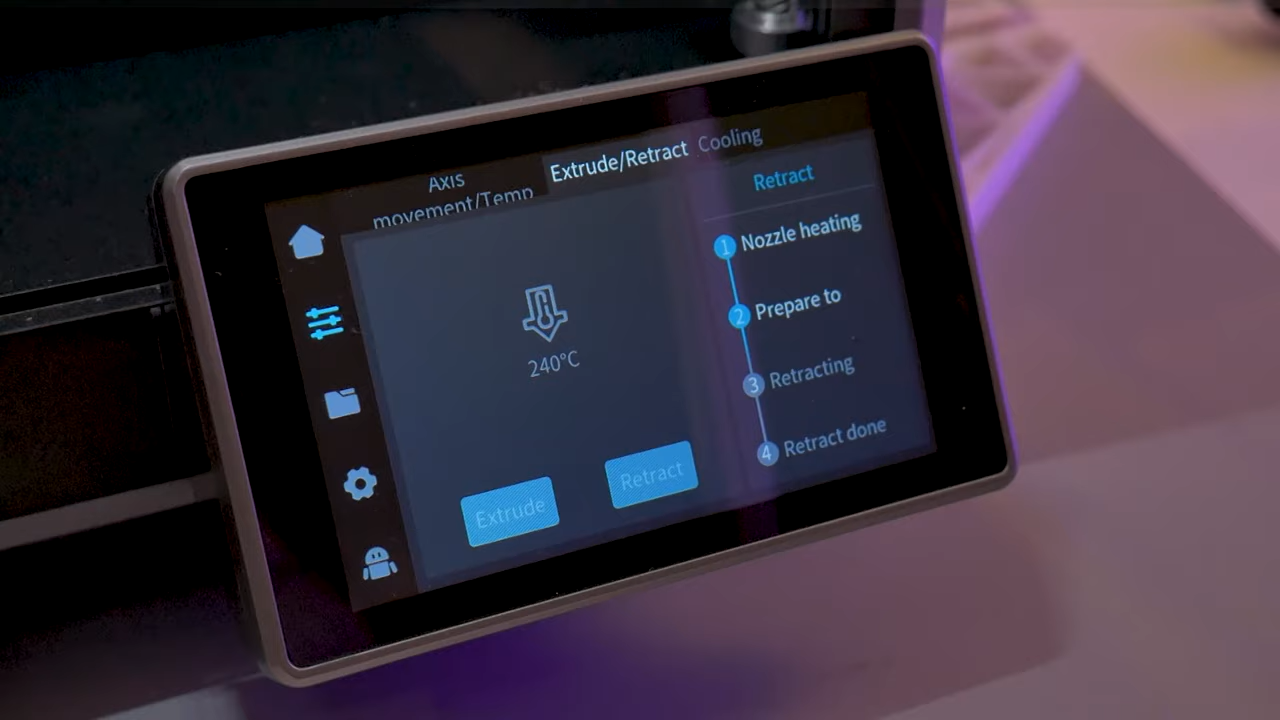 Axis
movement/Temp
Extrude/Retract
Cooling
Retract
1 Nozzle heating
2 Prepare to
3 Retracting
4 Retract done
240°C
Extrude
Retract